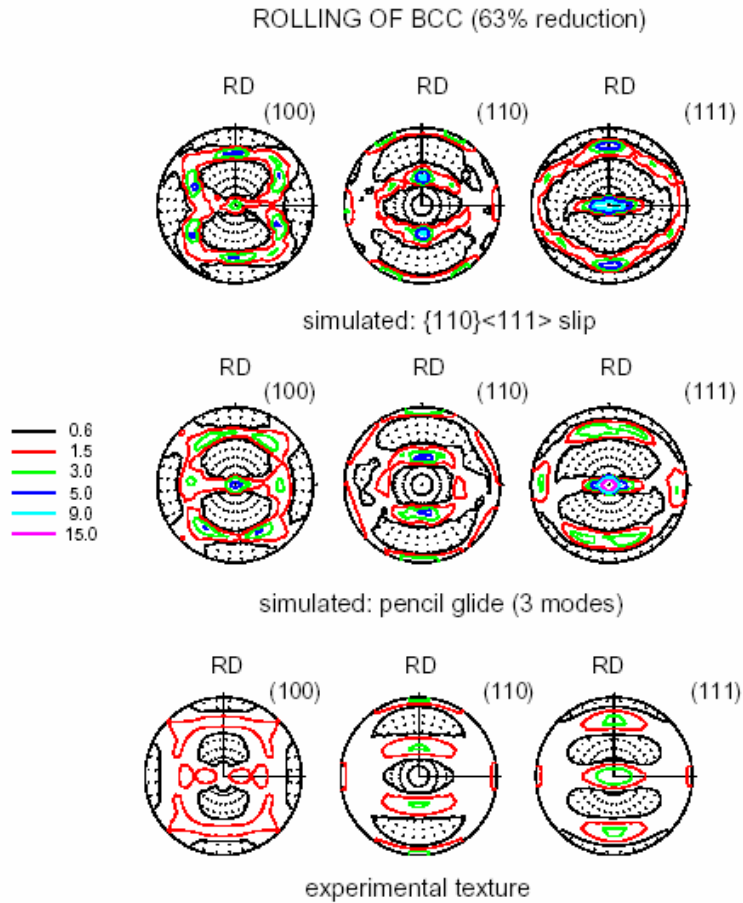 ROLLING OF BCC (63% reduction)
RD RD RD
(100) (110) (111)
simulated: {110}<111> slip
RD RD RD
(100) (110) (111)
0.6
1.5
3.0
5.0
9.0
15.0
simulated: pencil glide (3 modes)
RD RD RD
(100) (110) (111)
experimental texture